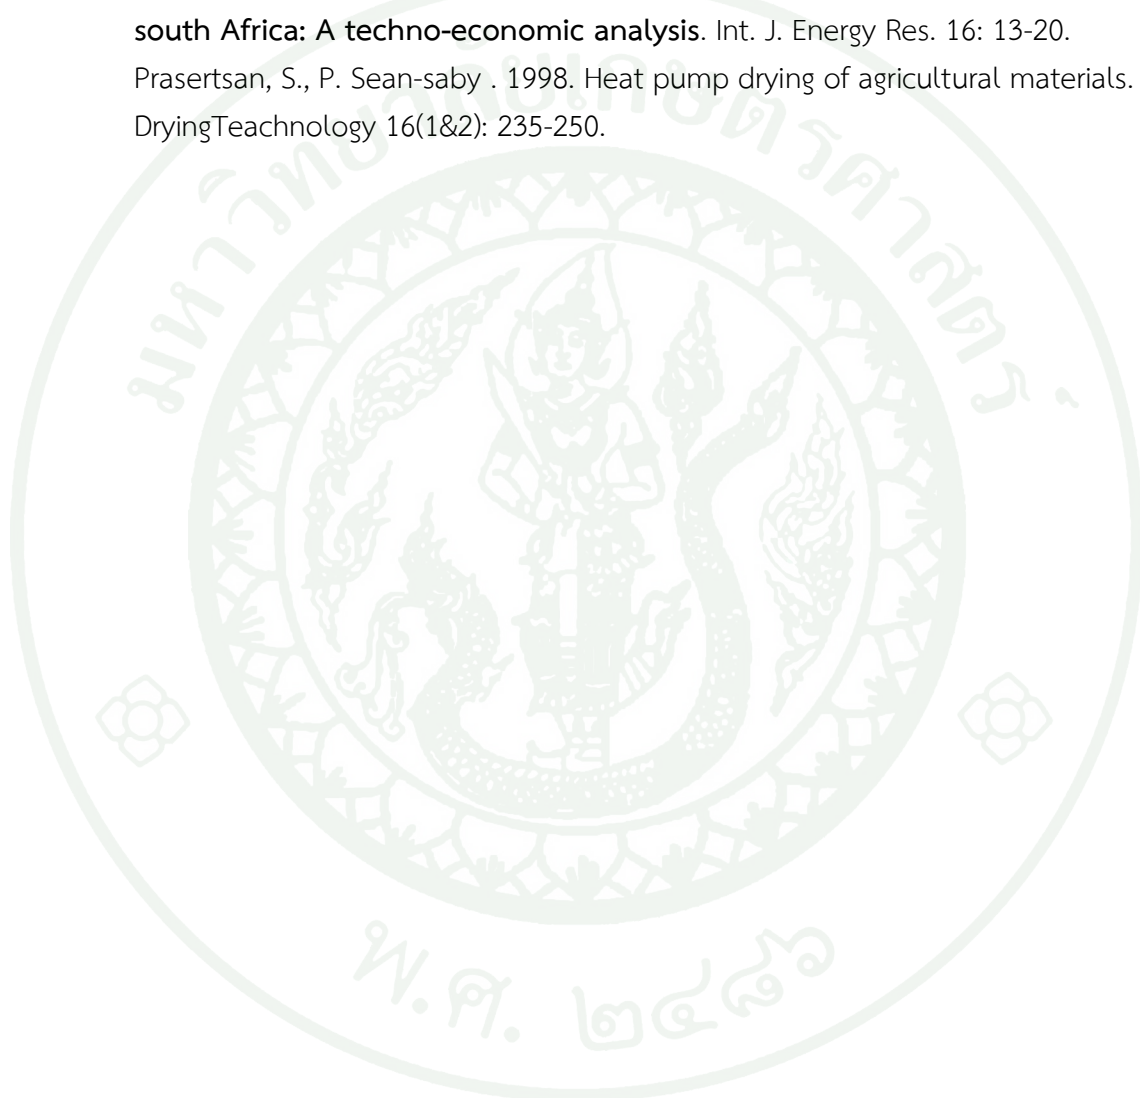 south Africa: A techno-economic analysis. Int. J. Energy Res. 16: 13-20.
Prasertsan, S., P. Sean-saby . 1998. Heat pump drying of agricultural materials.
DryingTeachnology 16(1&2): 235-250.
มหาวิทยาลัยเกษตรศาสตร์
พ.ศ. ๒๔๘๖